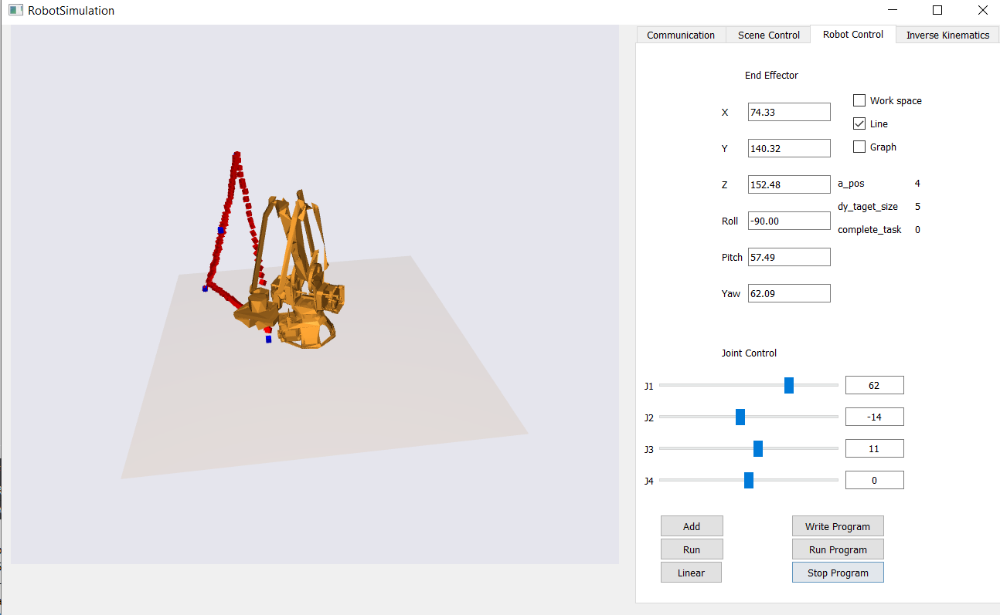 RobotSimulation
Communication Scene Control Robot Control Inverse Kinematics
End Effector
Work space
X 74.33
Line
Y 140.32
Graph
Z 152.48
a_pos 4
dy_taget_size 5
Roll -90.00
complete_task 0
Pitch 57.49
Yaw 62.09
Joint Control
J1 62
J2 -14
J3 11
J4 0
Add Write Program
Run Run Program
Linear Stop Program